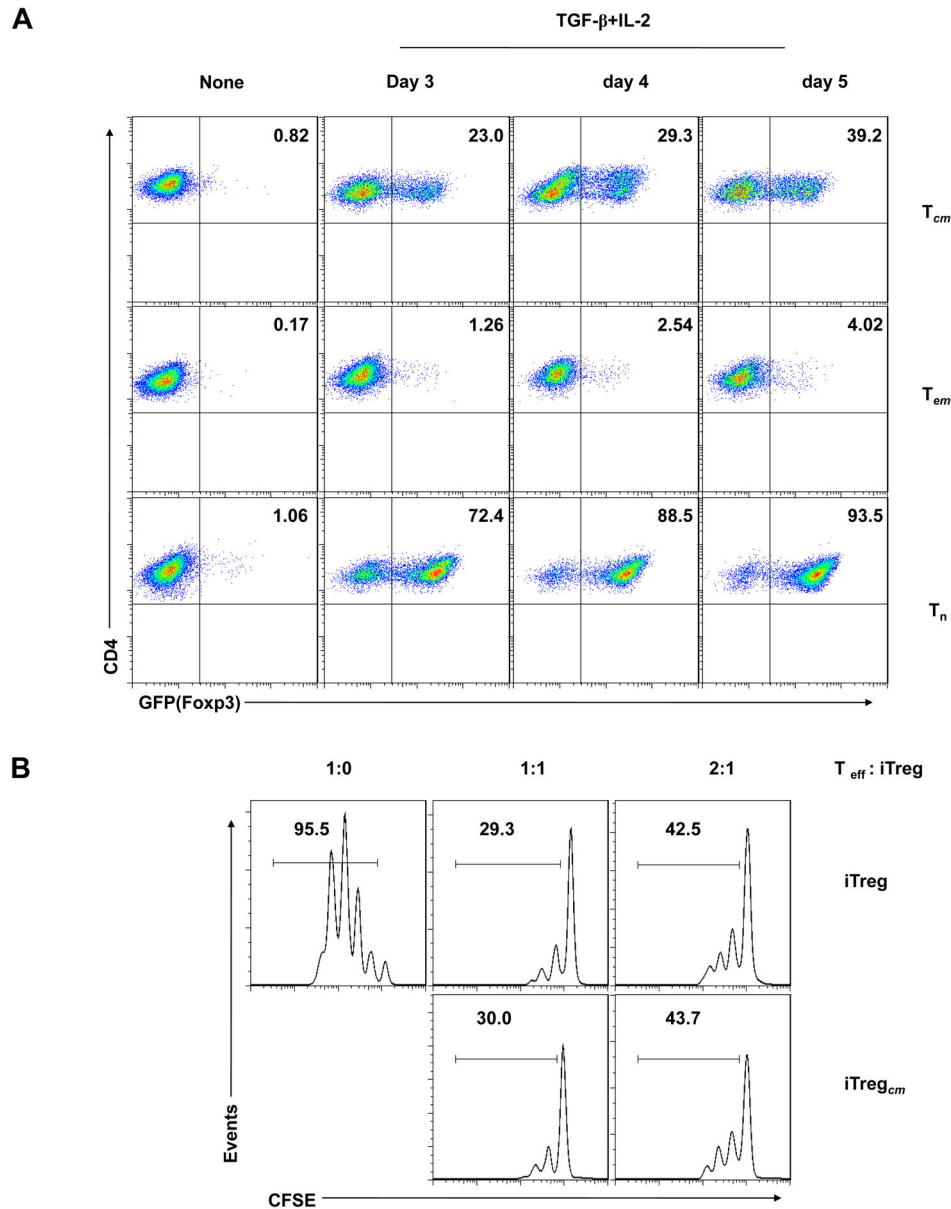 A
TGF-β+IL-2
None Day 3 day 4 day 5
0.82 23.0 29.3 39.2
Tcm
0.17 1.26 2.54 4.02
Tem
1.06 72.4 88.5 93.5
Tn
CD4
GFP(Foxp3)
B
1:0 1:1 2:1 T eff : iTreg
95.5 29.3 42.5
iTreg
30.0 43.7
iTregcm
Events
CFSE